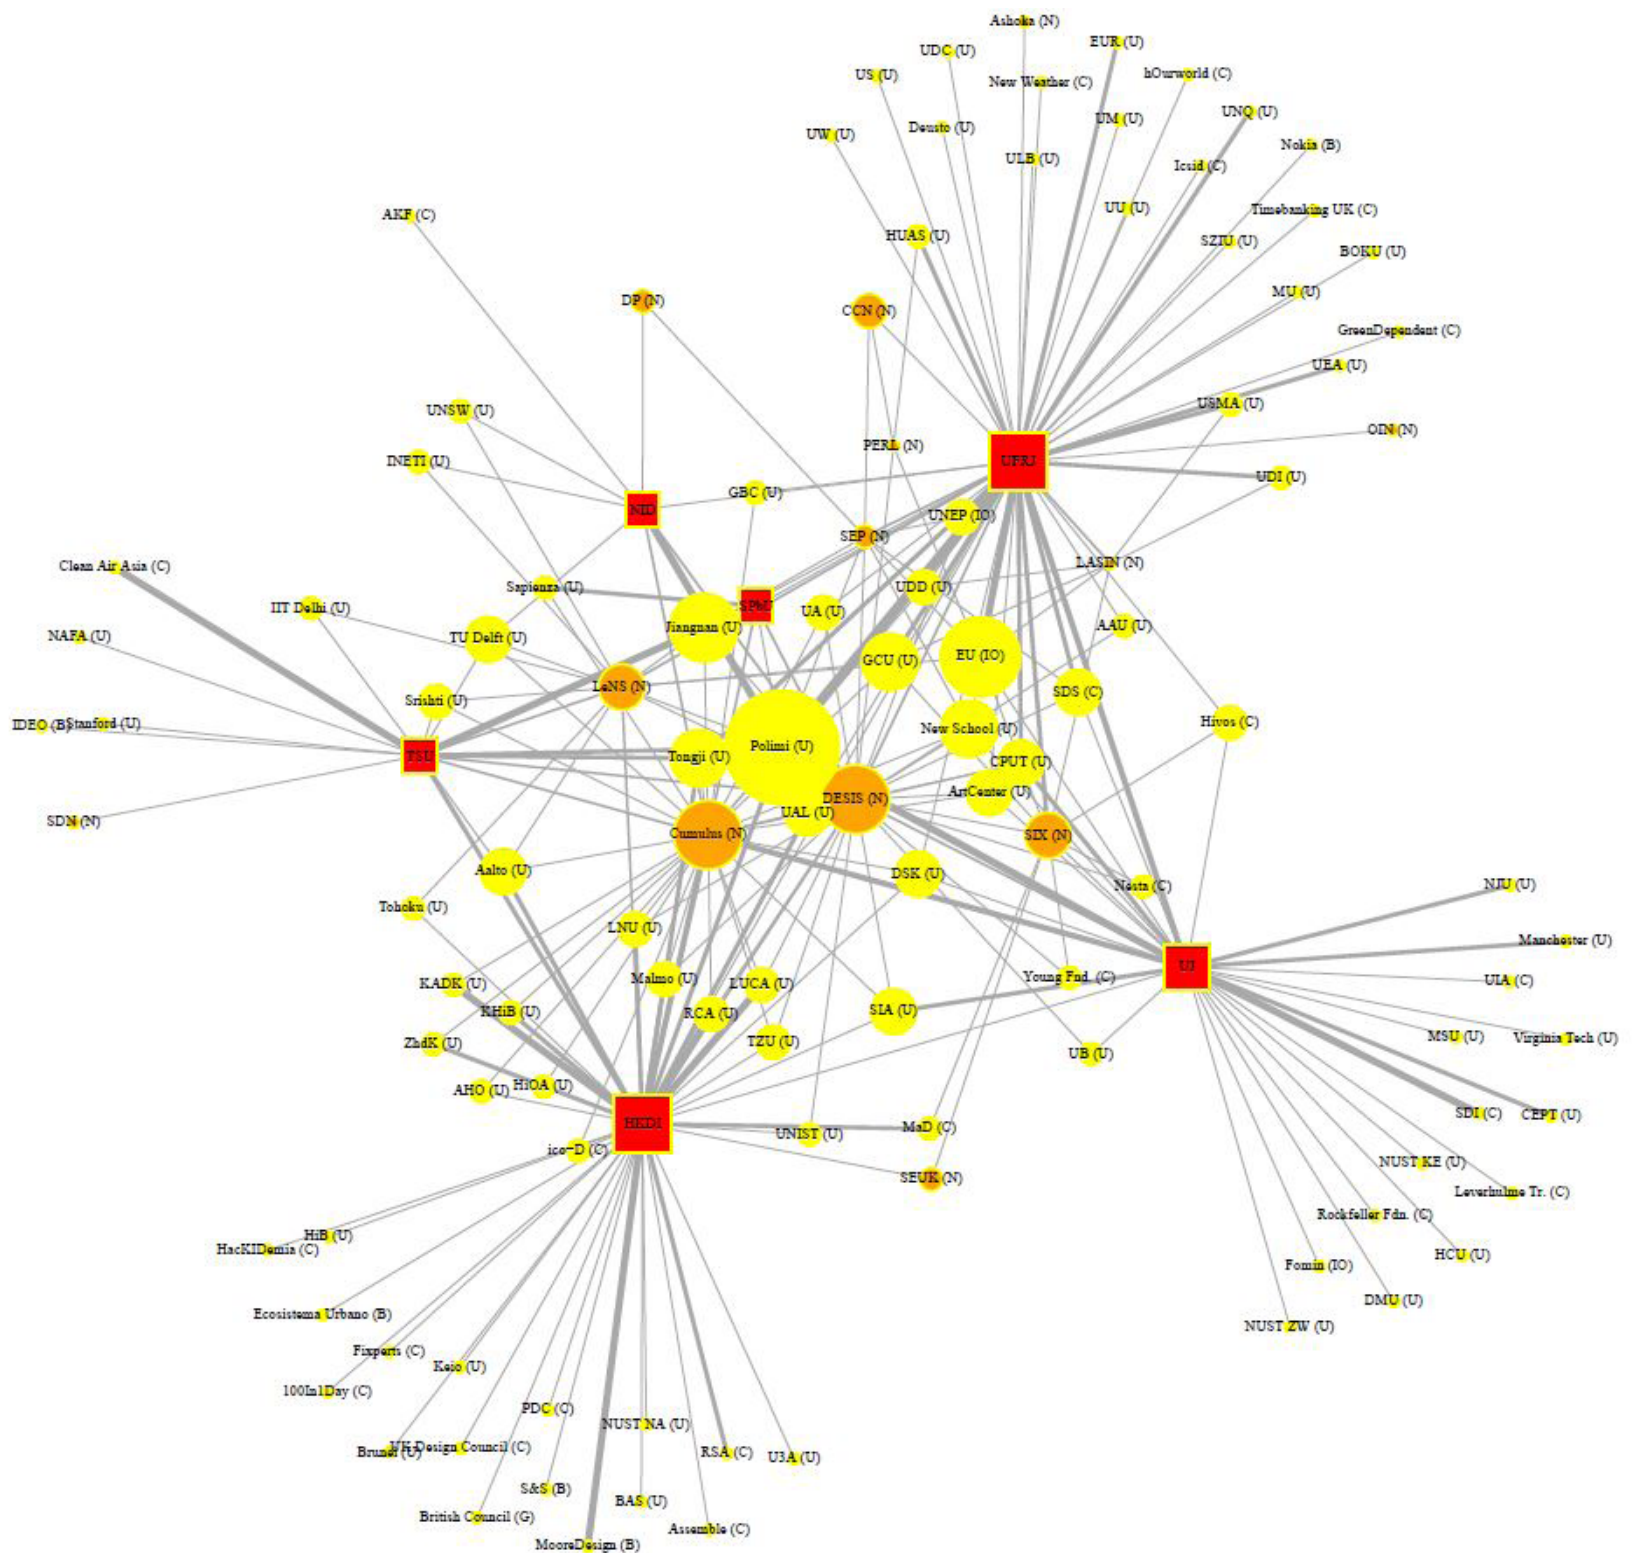 Ashoka (N)
EUR (U)
UDC (U)
hOurworld (C)
US (U)
New Weather (C)
UNQ (U)
UM (U)
Deusto (U)
UW (U)
Nokia (B)
ULB (U)
Icsid (C)
UU (U)
Timebanking UK (C)
AKF (C)
HUAS (U)
SZIU (U)
BOKU (U)
MU (U)
DP (N)
CCN (N)
GreenDependent (C)
UEA (U)
USMA (U)
UNSW (U)
OIN (N)
PERL (N)
UFRJ
INETI (U)
UDI (U)
GBC (U)
NID
UNEP (IO)
SEP (N)
LASIN (N)
Clean Air Asia (C)
Sapienza (U)
UDD (U)
SPbU
IIT Delhi (U)
UA (U)
NAFA (U)
TU Delft (U)
Jiangnan (U)
AAU (U)
EU (IO)
GCU (U)
LeNS (N)
SDS (C)
Srishti (U)
IDEO (B)
Stanford (U)
Hivos (C)
New School (U)
Polimi (U)
TSU
Tongji (U)
CPUT (U)
ArtCenter (U)
DESIS (N)
UAL (U)
SDN (N)
Cumulus (N)
SIX (N)
Aalto (U)
DSK (U)
Nesta (C)
NJU (U)
Tohoku (U)
LNU (U)
Manchester (U)
UJ
Young Fnd. (C)
Malmo (U)
LUCA (U)
KADK (U)
UIA (C)
KHiB (U)
RCA (U)
SIA (U)
MSU (U)
Virginia Tech (U)
ZhdK (U)
TZU (U)
UB (U)
AHO (U)
HiOA (U)
SDI (C)
CEPT (U)
HKDI
UNIST (U)
MaD (C)
ico-D (C)
NUST KE (U)
SEUK (N)
Leverhulme Tr. (C)
Rockfeller Fdn. (C)
HiB (U)
HacKIDemia (C)
HCU (U)
Fomin (IO)
DMU (U)
Ecosistema Urbano (B)
NUST ZW (U)
Fixperts (C)
Keio (U)
100In1Day (C)
PDC (C)
NUST NA (U)
Brunel (U)
UK Design Council (C)
RSA (C)
U3A (U)
S&S (B)
BAS (U)
British Council (G)
Assemble (C)
MooreDesign (B)